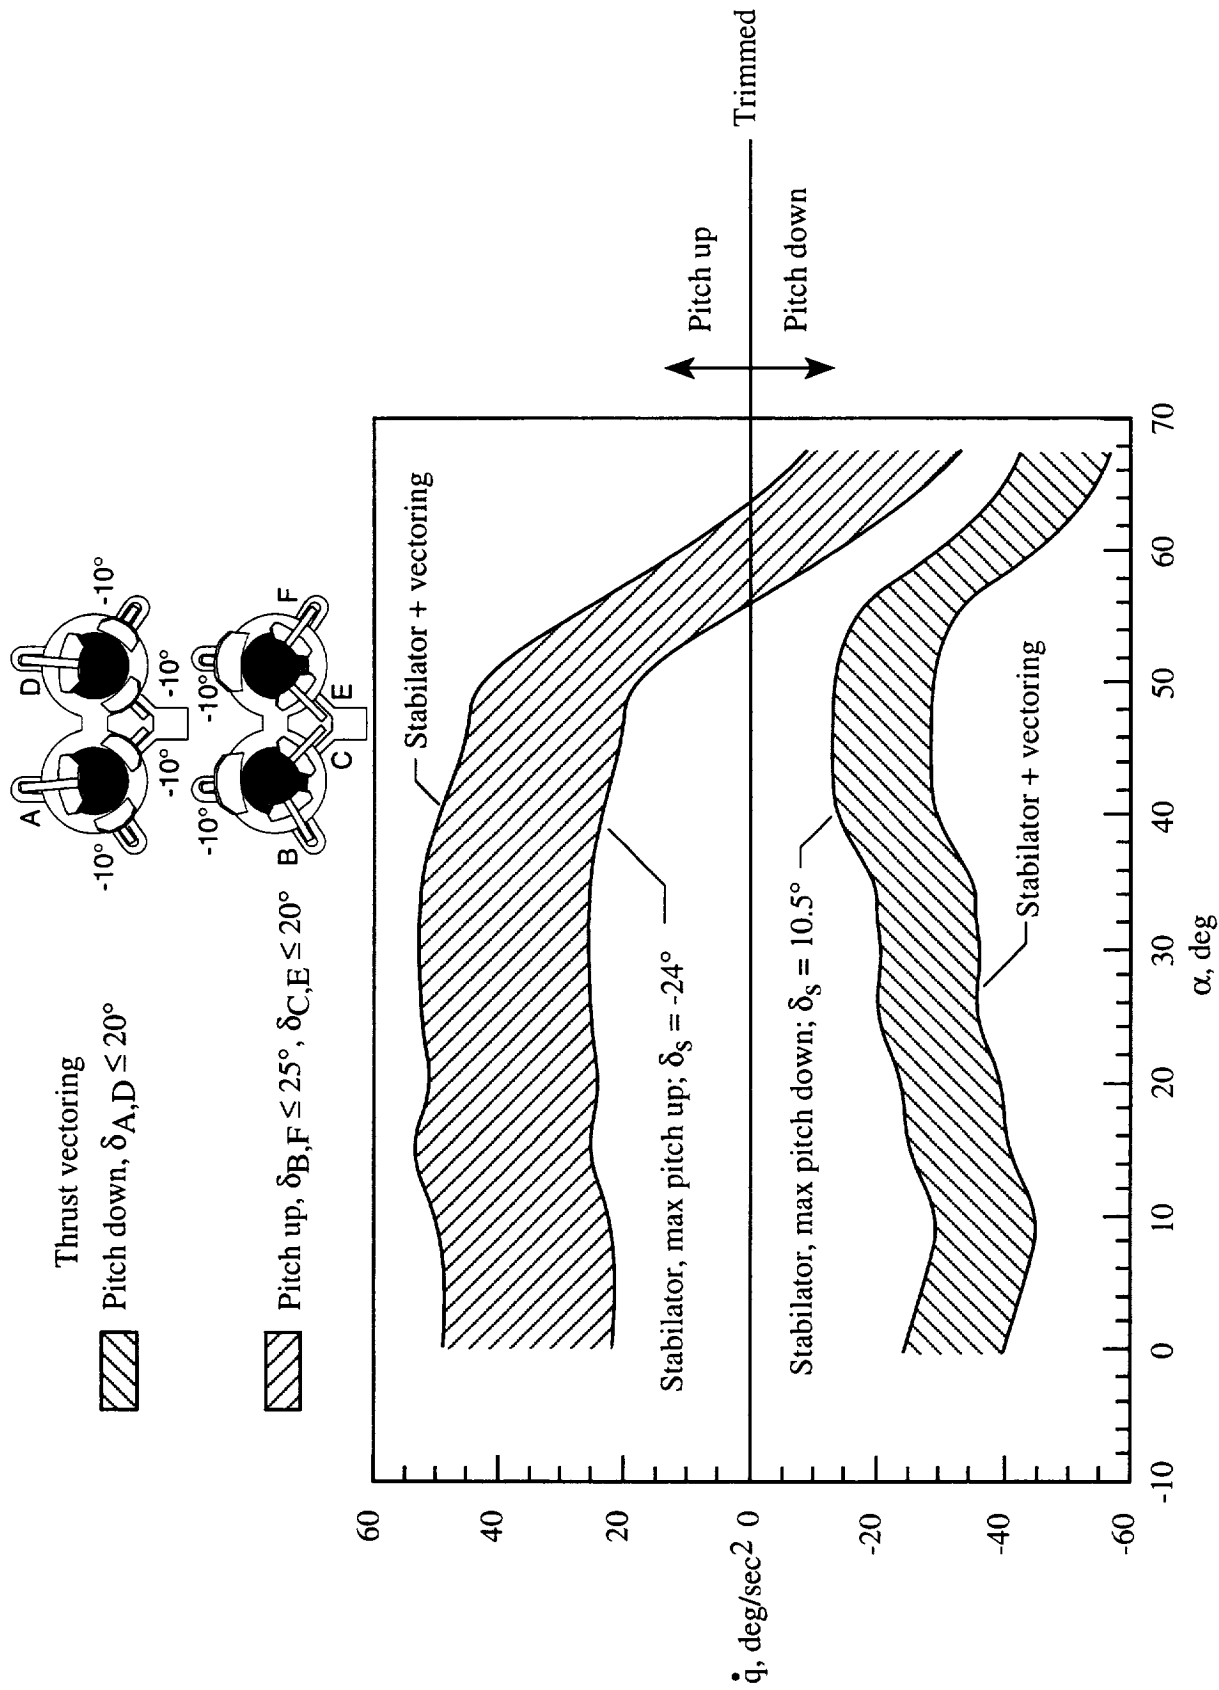 Thrust vectoring
Pitch down, δA,D ≤ 20°
Pitch up, δB,F ≤ 25°, δC,E ≤ 20°
A
D
-10°
-10°
-10°
-10°
-10°
-10°
B
C
E
F
Stabilator + vectoring
Stabilator, max pitch up; δs = -24°
Stabilator, max pitch down; δs = 10.5°
Stabilator + vectoring
Pitch up
Trimmed
Pitch down
60
40
20
0
-20
-40
-60
q̇, deg/sec2
-10
0
10
20
30
40
50
60
70
α, deg